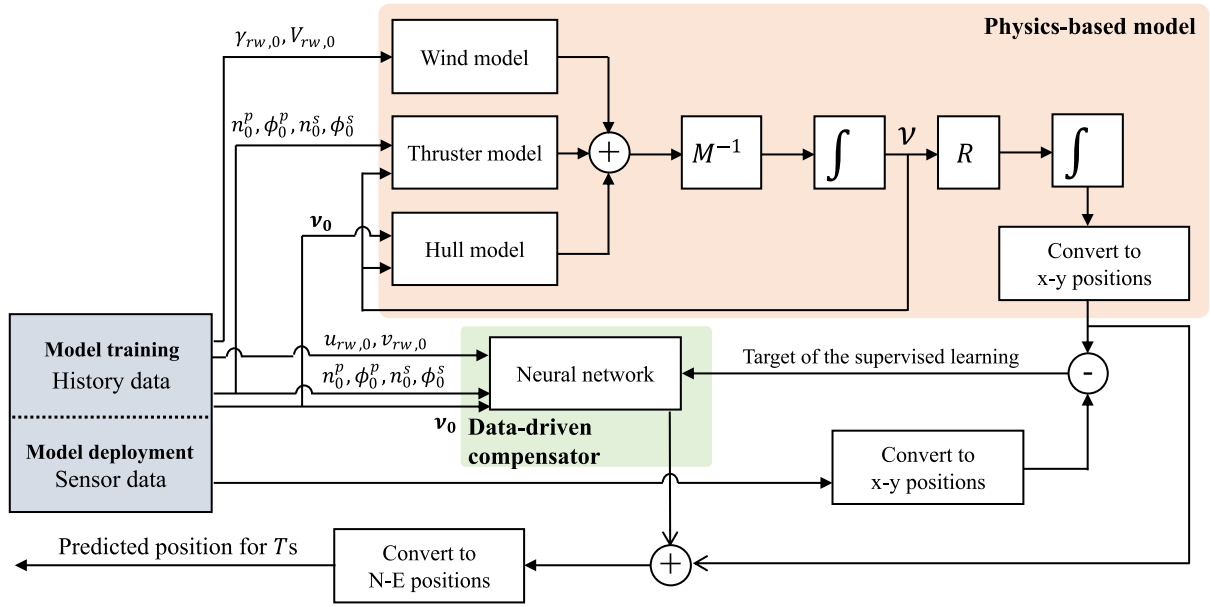 Physics-based model
γ_{rw,0}, V_{rw,0}
Wind model
n_0^p, ϕ_0^p, n_0^s, ϕ_0^s
Thruster model
+
M^{-1}
∫
ν
R
∫
ν_0
Hull model
Convert to
x-y positions
Model training
History data
u_{rw,0}, v_{rw,0}
n_0^p, ϕ_0^p, n_0^s, ϕ_0^s
Neural network
Target of the supervised learning
-
ν_0
Data-driven
compensator
Model deployment
Sensor data
Convert to
x-y positions
Predicted position for Ts
Convert to
N-E positions
+